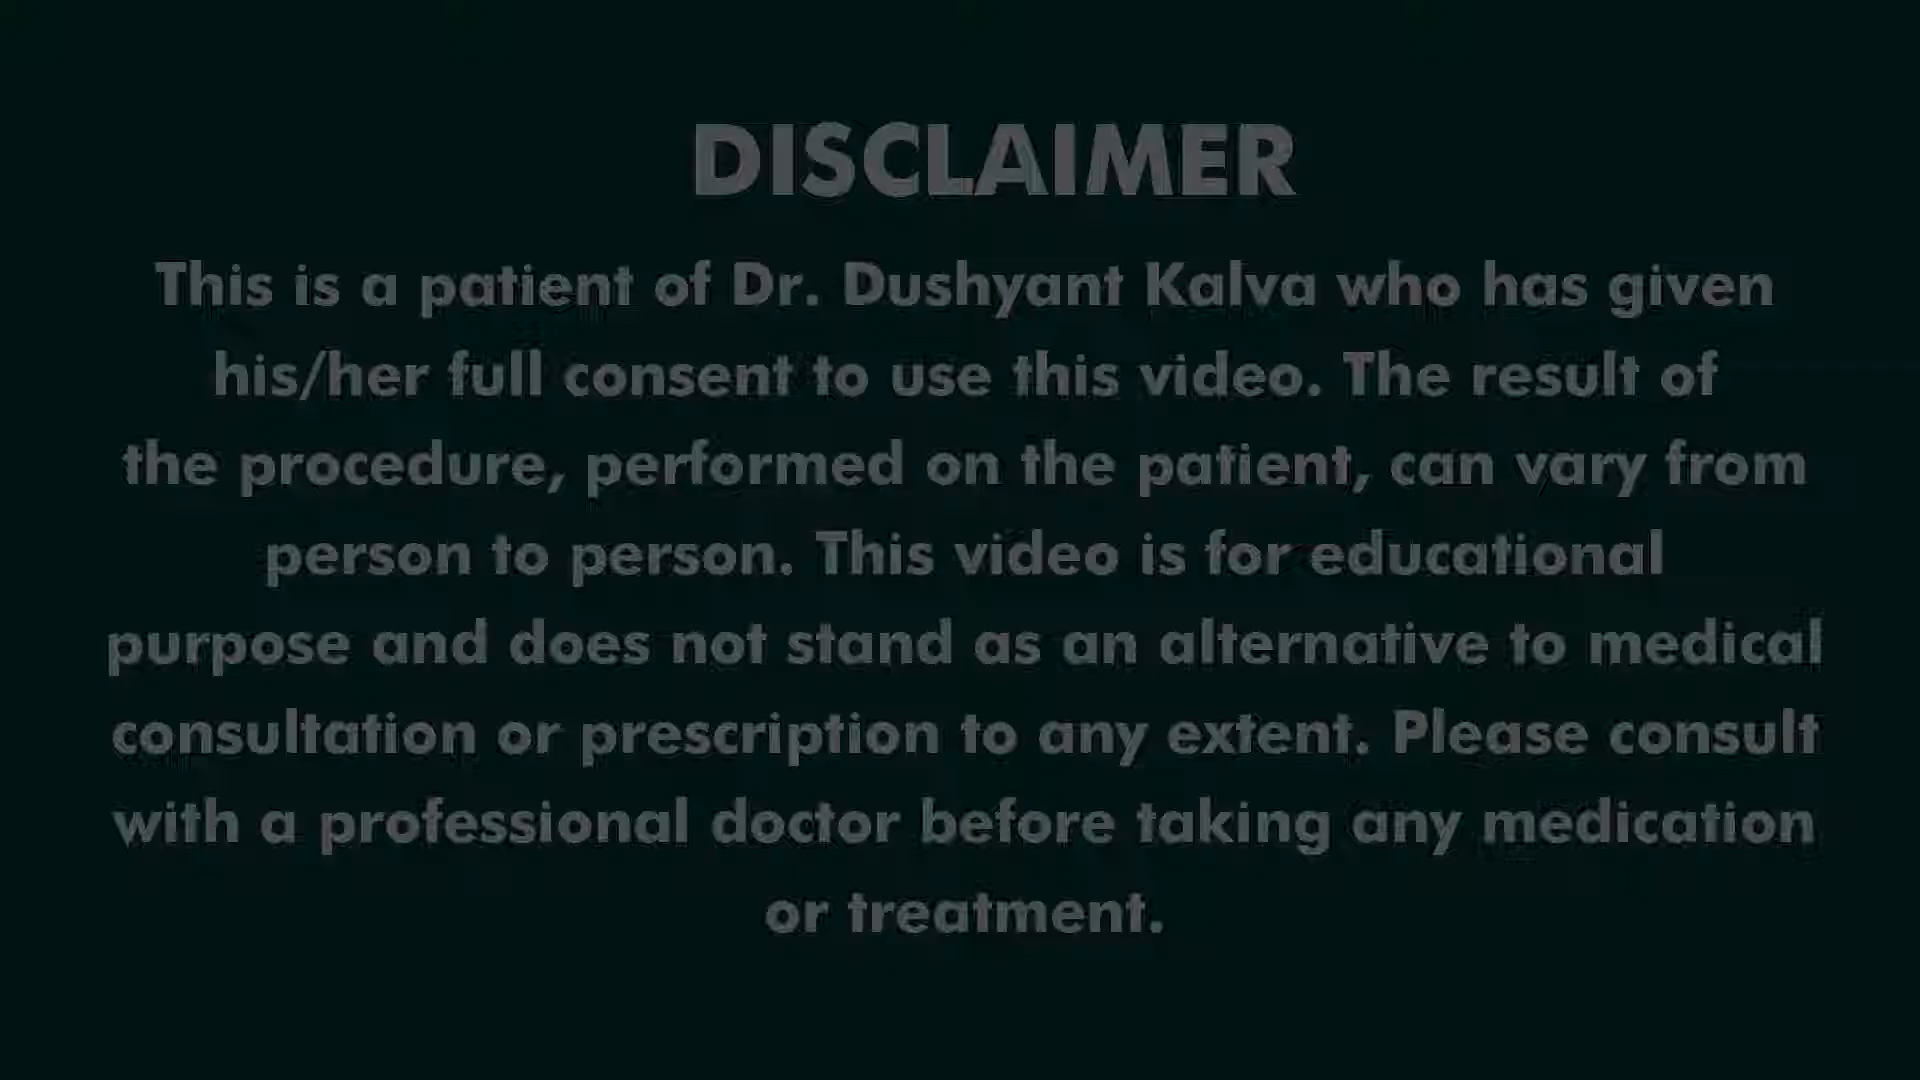 DISCLAIMER
This is a patient of Dr. Dushyant Kalva who has given
his/her full consent to use this video. The result of
the procedure, performed on the patient, can vary from
person to person. This video is for educational
purpose and does not stand as an alternative to medical
consultation or prescription to any extent. Please consult
with a professional doctor before taking any medication
or treatment.